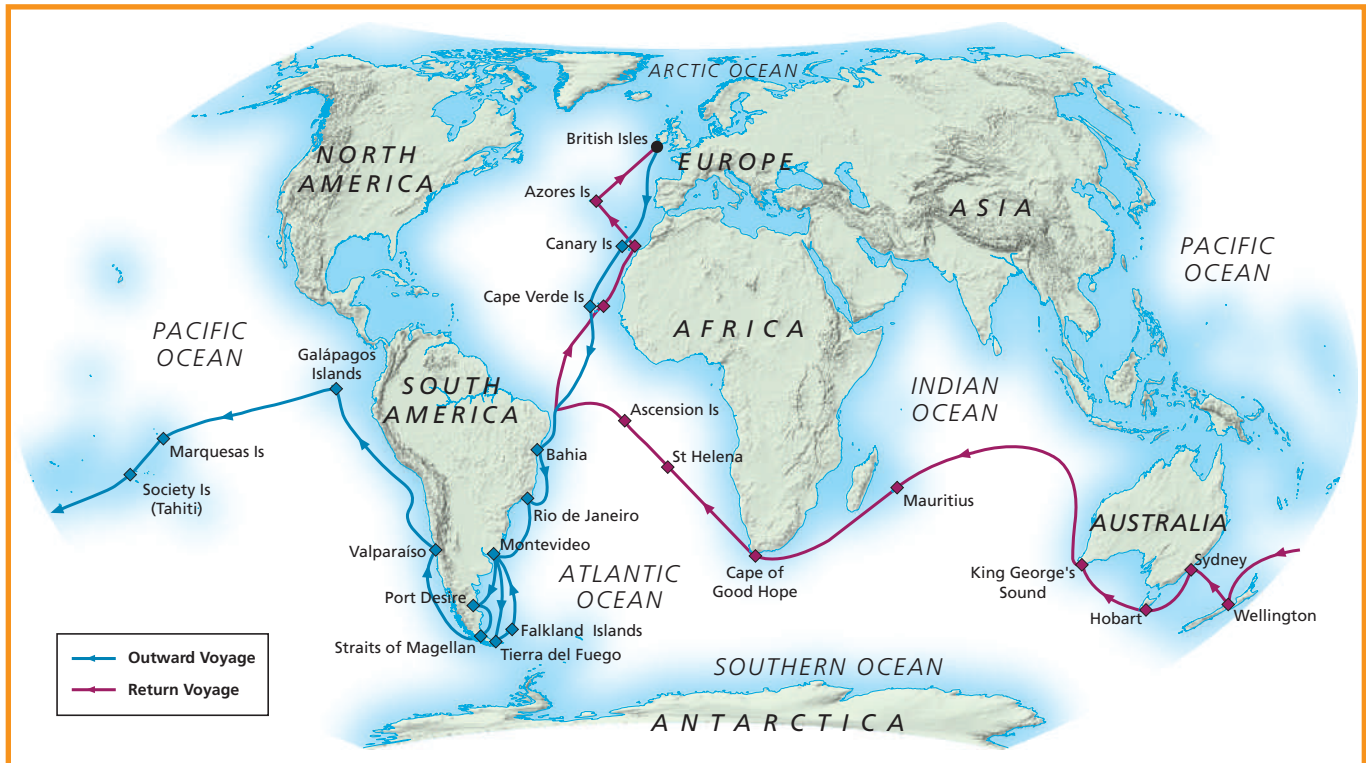 ARCTIC OCEAN
British Isles
NORTH
AMERICA
EUROPE
Azores Is
ASIA
Canary Is
PACIFIC
OCEAN
Cape Verde Is
AFRICA
PACIFIC
OCEAN
Galápagos
Islands
SOUTH
AMERICA
INDIAN
OCEAN
Ascension Is
Marquesas Is
Bahia
St Helena
Society Is
(Tahiti)
Mauritius
Rio de Janeiro
AUSTRALIA
Valparaíso
Montevideo
Sydney
ATLANTIC
OCEAN
Cape of
Good Hope
King George's
Sound
Port Desire
Hobart
Wellington
Falkland Islands
Straits of Magellan
Tierra del Fuego
Outward Voyage
Return Voyage
SOUTHERN OCEAN
ANTARCTICA